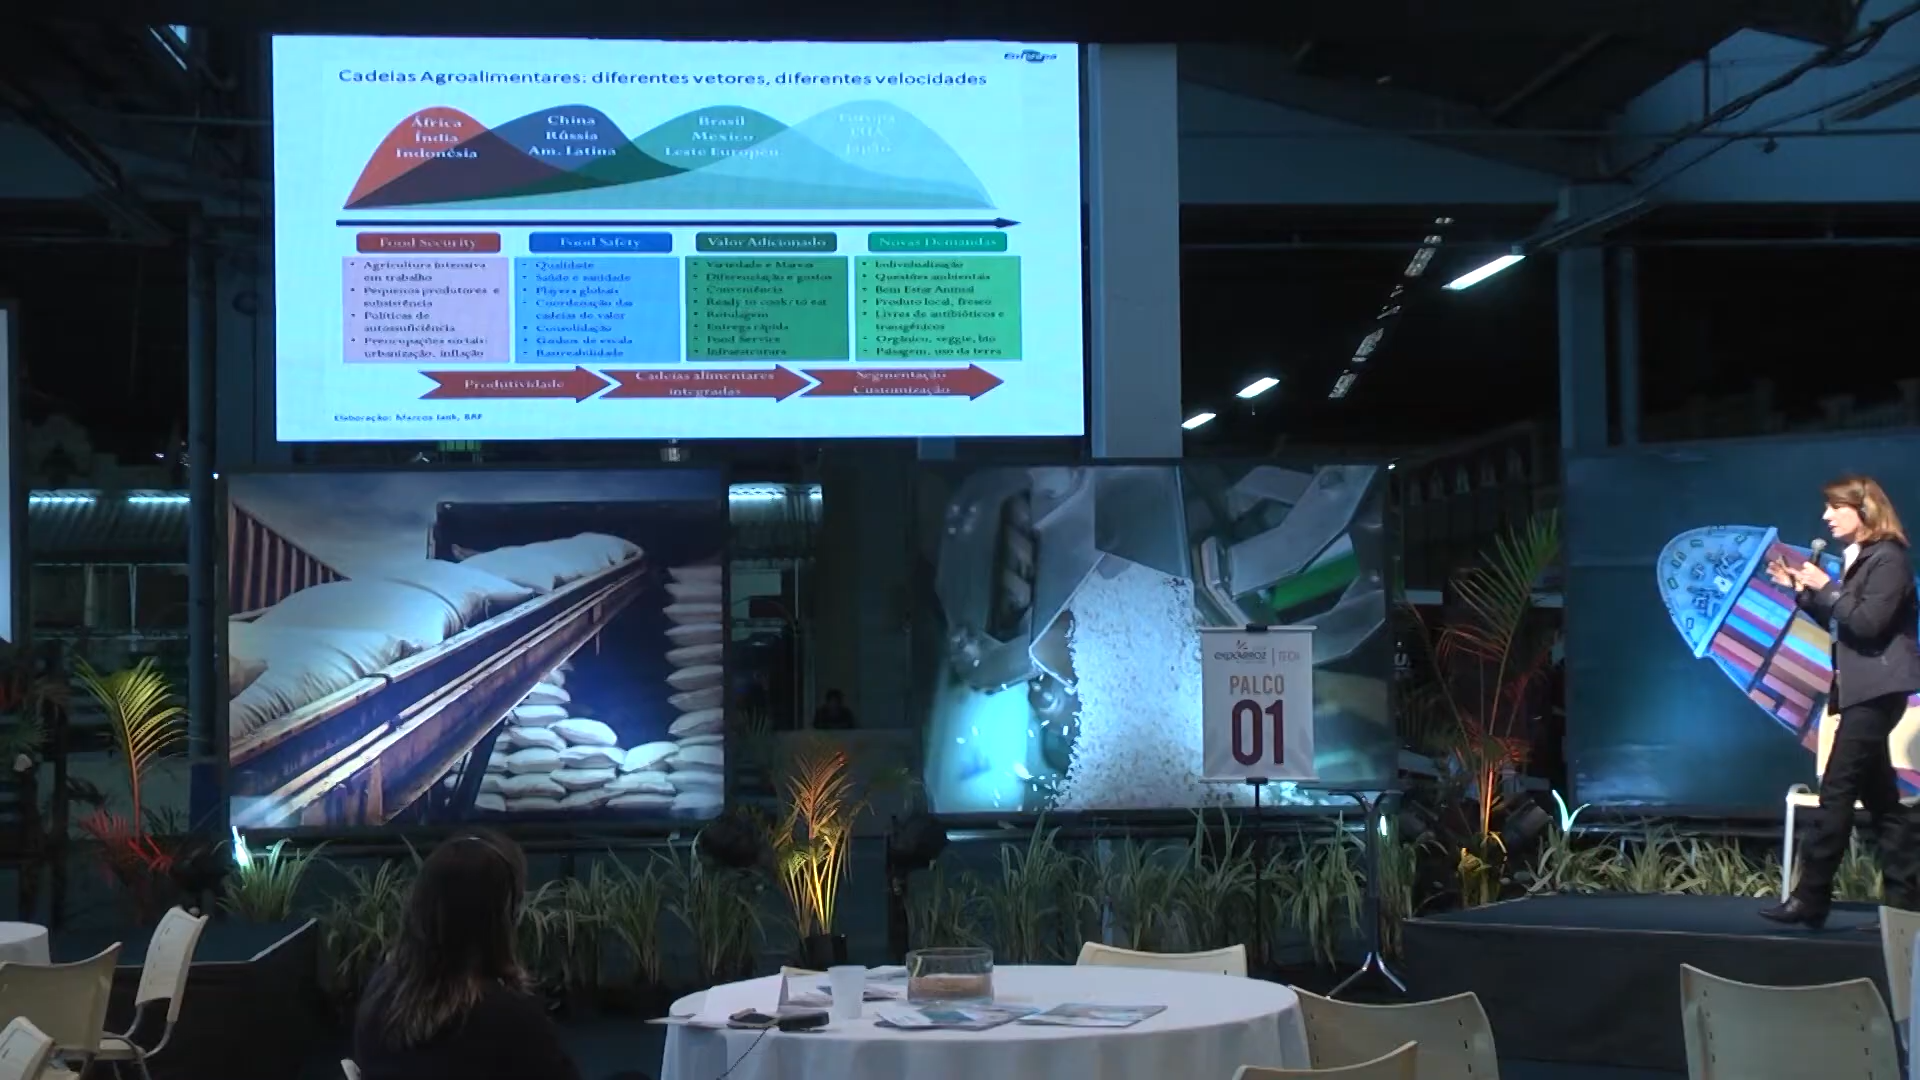 Embrapa
Cadeias Agroalimentares: diferentes vetores, diferentes velocidades
África
Índia
Indonésia
China
Rússia
Am. Latina
Brasil
Mexico
Leste Europeu
Europa
EUA
Japão
Food Security
• Agricultura intensiva
em trabalho
• Pequenos produtores e
subsistência
• Políticas de
autossuficiência
• Preocupações sociais:
urbanização, inflação
Food Safety
• Qualidade
• Saúde e sanidade
• Players globais
• Coordenação das
cadeias de valor
• Consolidação
• Ganhos de escala
• Rastreabilidade
Valor Adicionado
• Variedade e Marcas
• Diferenciação e gostos
• Conveniência
• Ready to cook/to eat
• Rotulagem
• Entrega rápida
• Food Service
• Infraestrutura
Novas Demandas
• Individualização
• Questões ambientais
• Bem Estar Animal
• Produto local, fresco
• Livres de antibióticos e
transgênicos
• Orgânico, veggie, bio
• Paisagem, uso da terra
Produtividade
Cadeias alimentares
integradas
Segmentação
Customização
Elaboração: Marcos Jank, BRF
expoarroz | TECH
PALCO
01